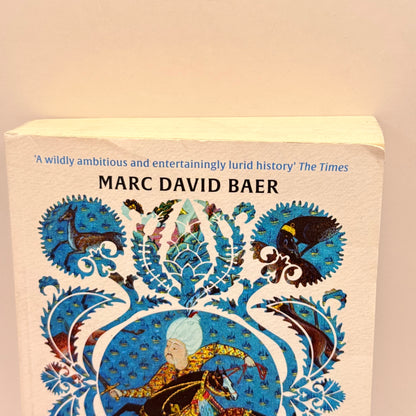 'A wildly ambitious and entertainingly lurid history' The Times
MARC DAVID BAER